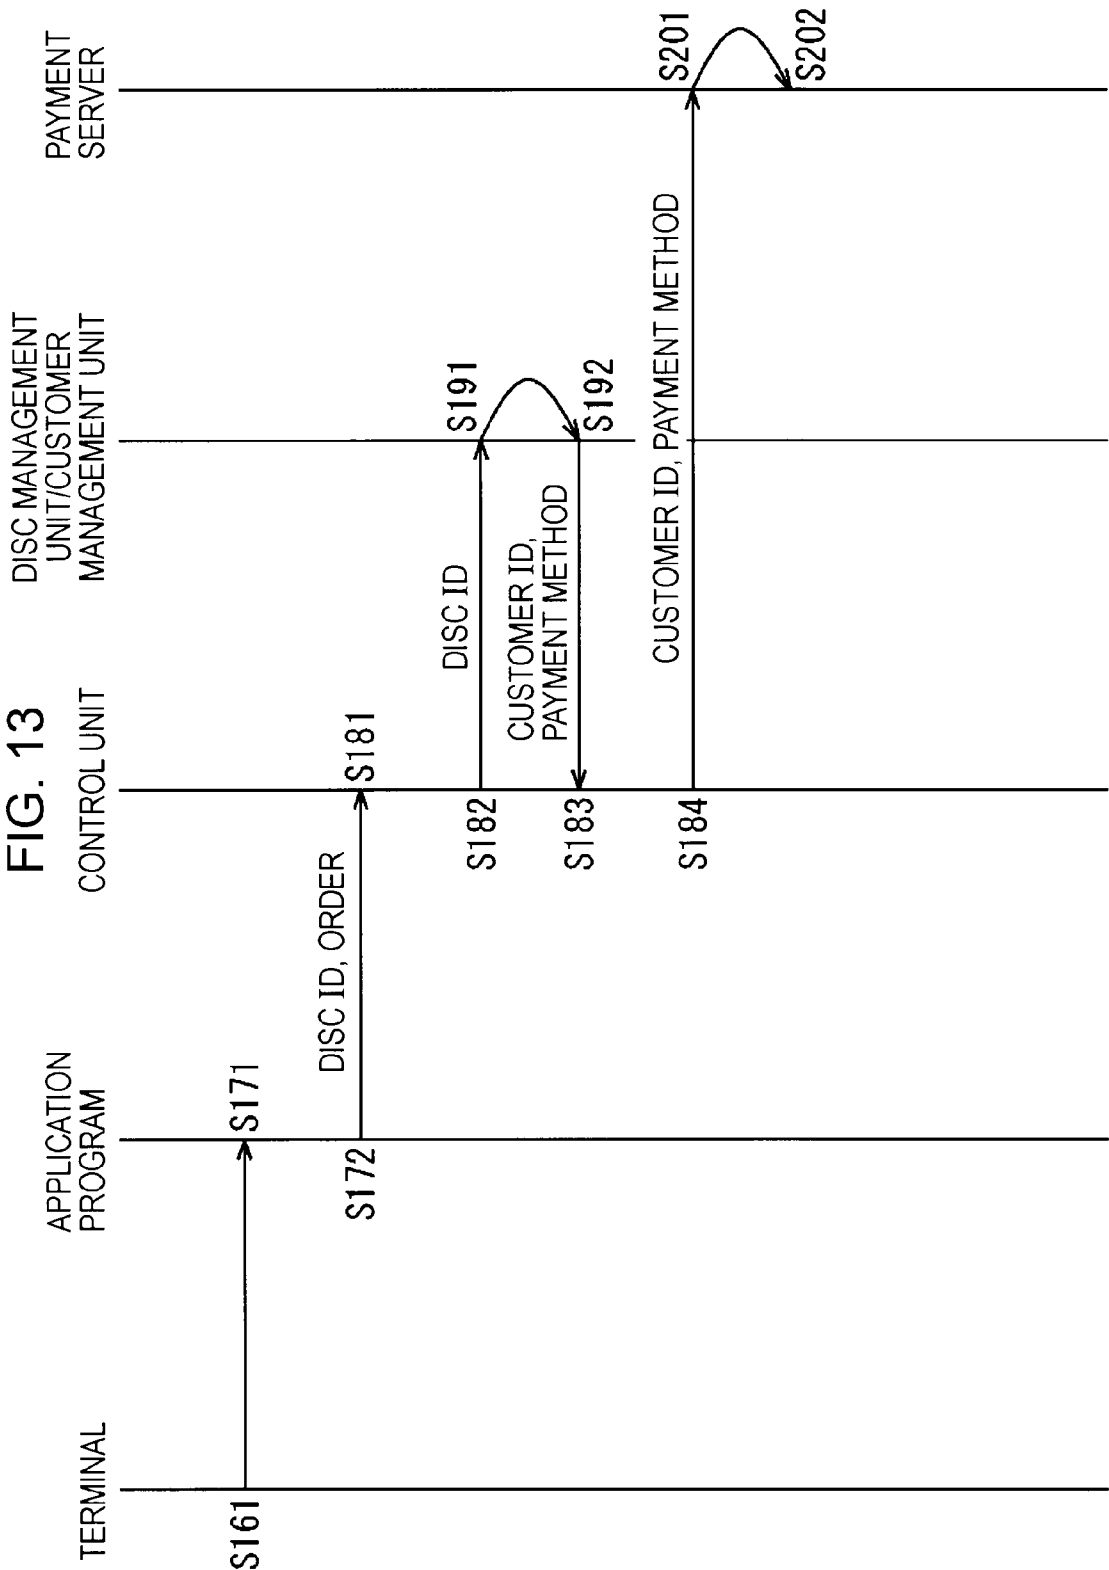 FIG. 13
TERMINAL
APPLICATION
PROGRAM
CONTROL UNIT
DISC MANAGEMENT
UNIT/CUSTOMER
MANAGEMENT UNIT
PAYMENT
SERVER
S161
S171
S172
DISC ID, ORDER
S181
S182
DISC ID
S191
S183
CUSTOMER ID,
PAYMENT METHOD
S192
S184
CUSTOMER ID, PAYMENT METHOD
S201
S202